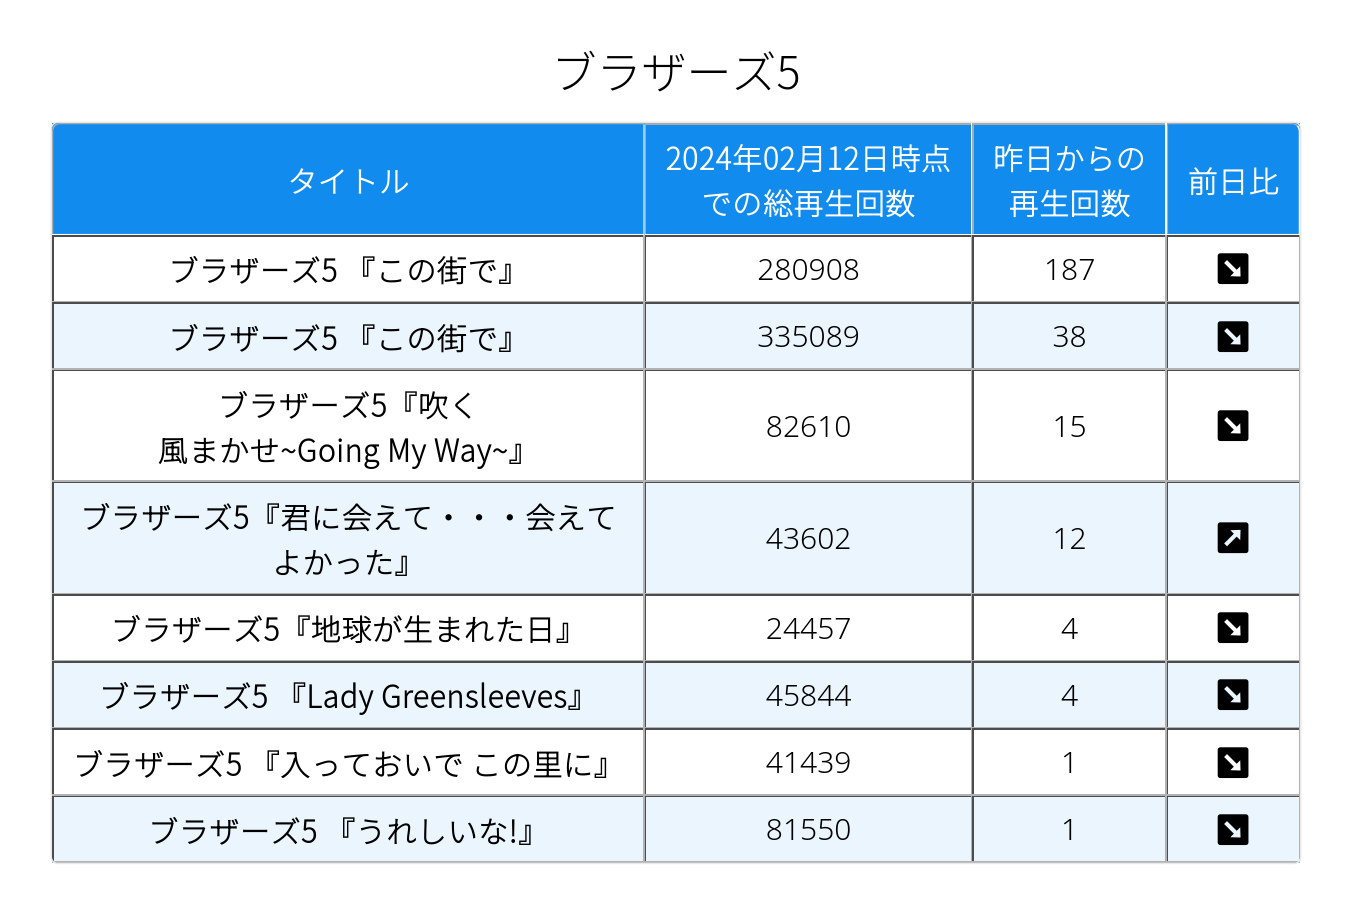 ブラザーズ5
タイトル
2024年02月12日時点
での総再生回数
昨日からの
再生回数
前日比
ブラザーズ5 『この街で』
280908
187
ブラザーズ5 『この街で』
335089
38
ブラザーズ5『吹く
風まかせ~Going My Way~』
82610
15
ブラザーズ5『君に会えて・・・会えて
よかった』
43602
12
ブラザーズ5『地球が生まれた日』
24457
4
ブラザーズ5 『Lady Greensleeves』
45844
4
ブラザーズ5 『入っておいで この里に』
41439
1
ブラザーズ5 『うれしいな!』
81550
1